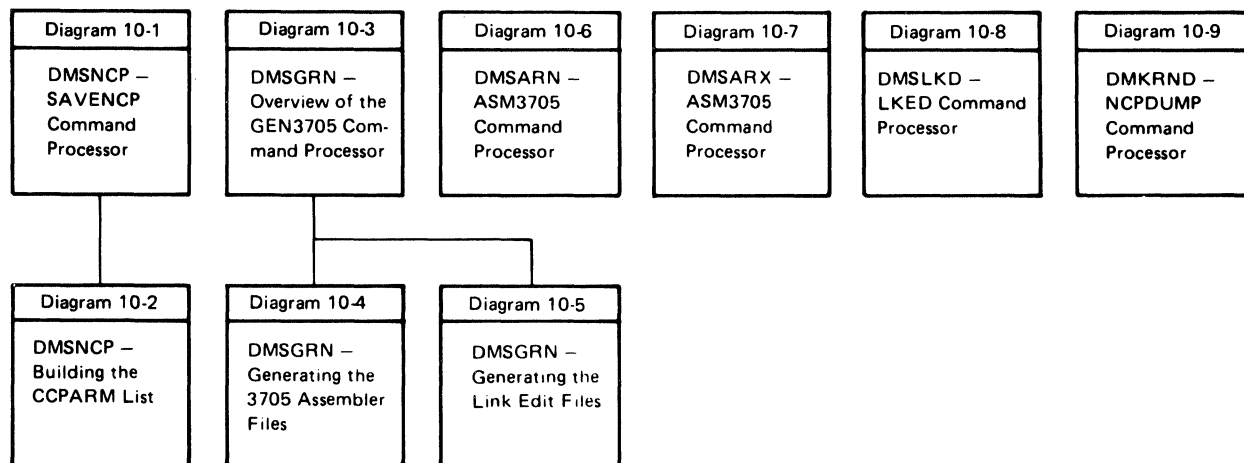 Diagram 10-1
DMSNCP –
SAVENCP
Command
Processor
Diagram 10-3
DMSGRN –
Overview of the
GEN3705 Com-
mand Processor
Diagram 10-6
DMSARN –
ASM3705
Command
Processor
Diagram 10-7
DMSARX –
ASM3705
Command
Processor
Diagram 10-8
DMSLKD –
LKED Command
Processor
Diagram 10-9
DMKRND –
NCPDUMP
Command
Processor
Diagram 10-2
DMSNCP –
Building the
CCPARM List
Diagram 10-4
DMSGRN –
Generating the
3705 Assembler
Files
Diagram 10-5
DMSGRN –
Generating the
Link Edit Files